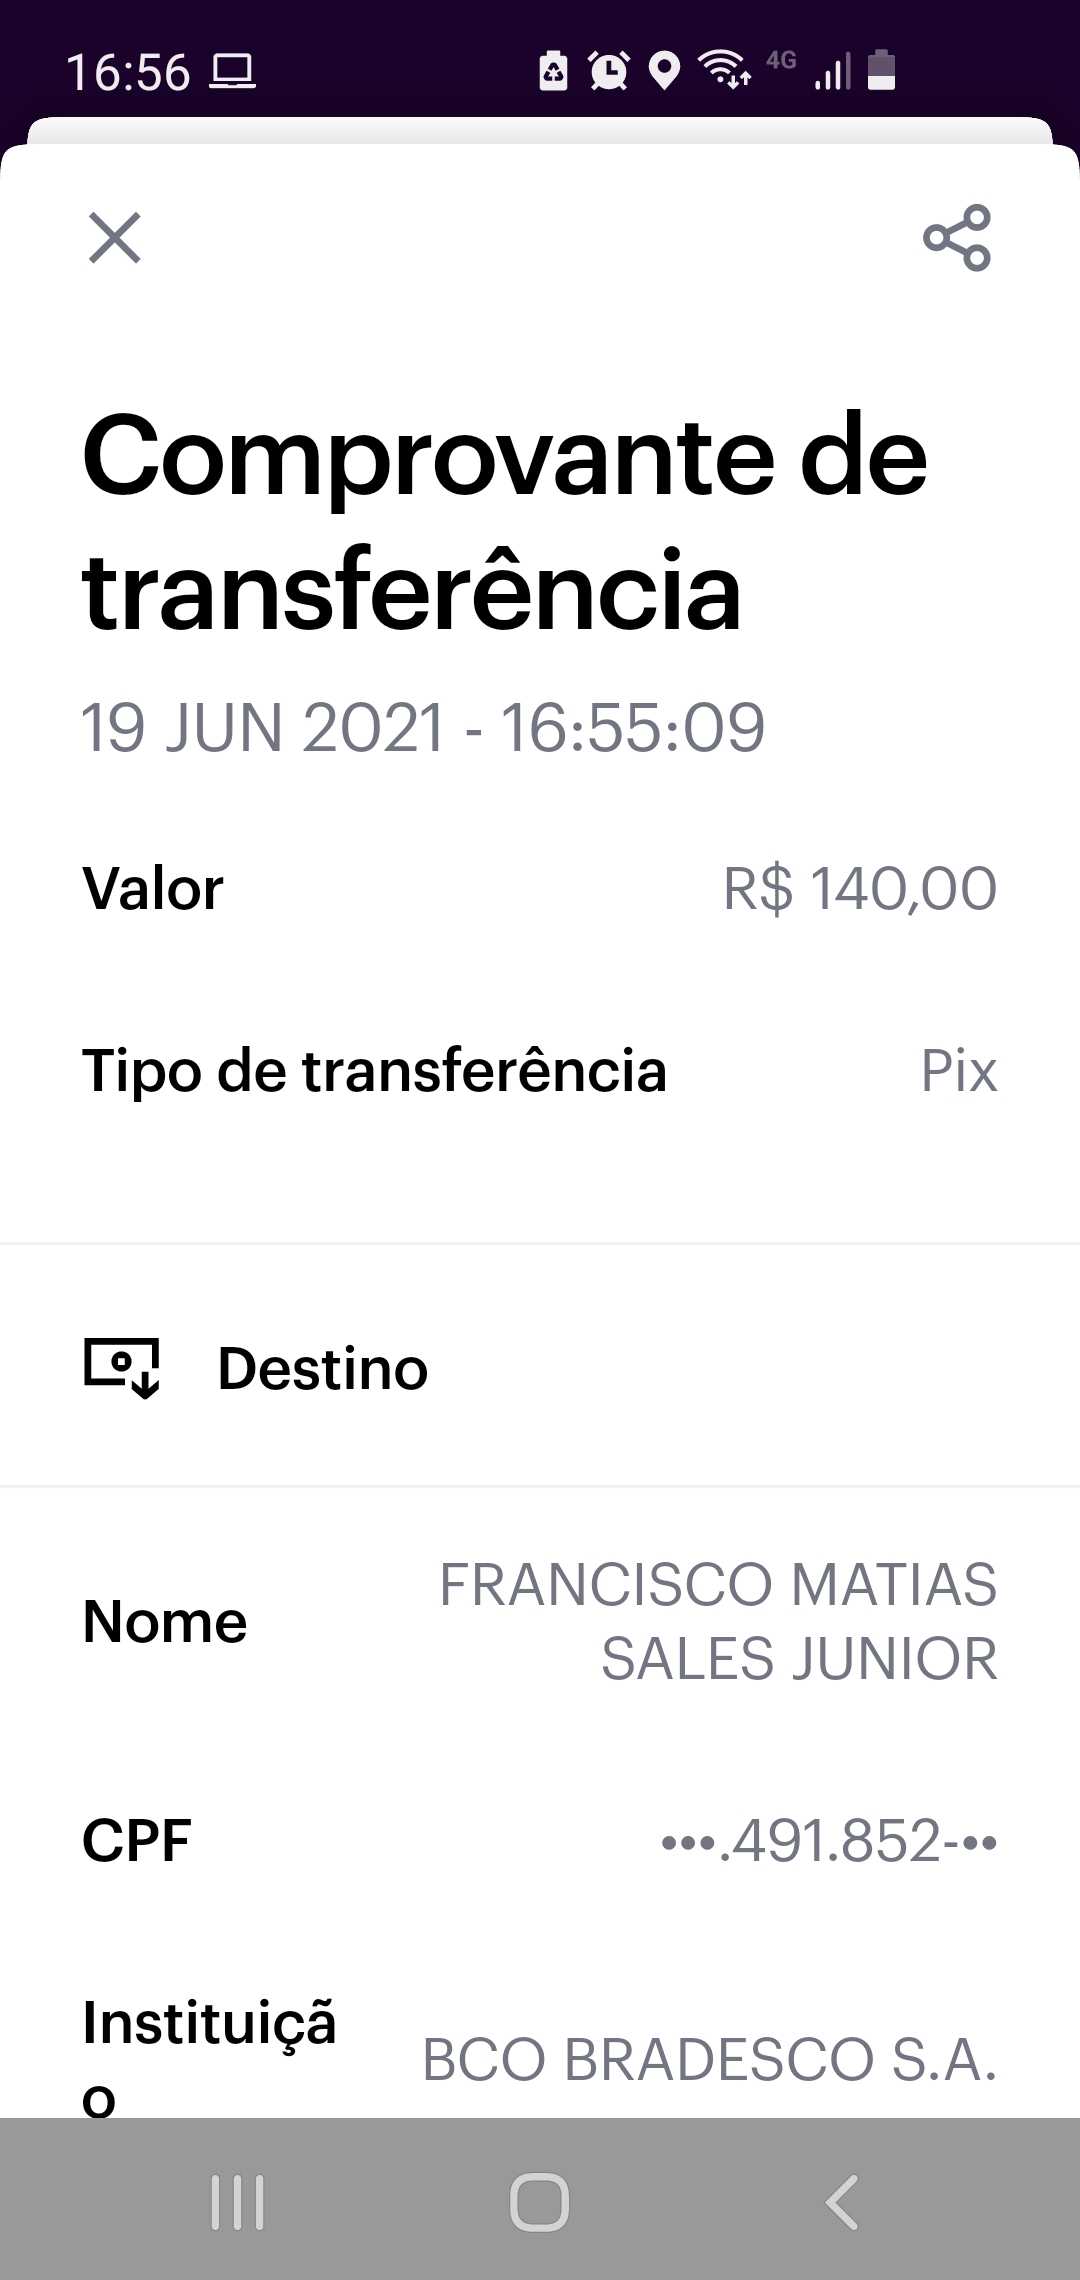 16:56
4G
Comprovante de
transferência
19 JUN 2021 - 16:55:09
Valor R$ 140,00
Tipo de transferência Pix
Destino
Nome FRANCISCO MATIAS
SALES JUNIOR
CPF •••.491.852-••
Instituiçã
o BCO BRADESCO S.A.